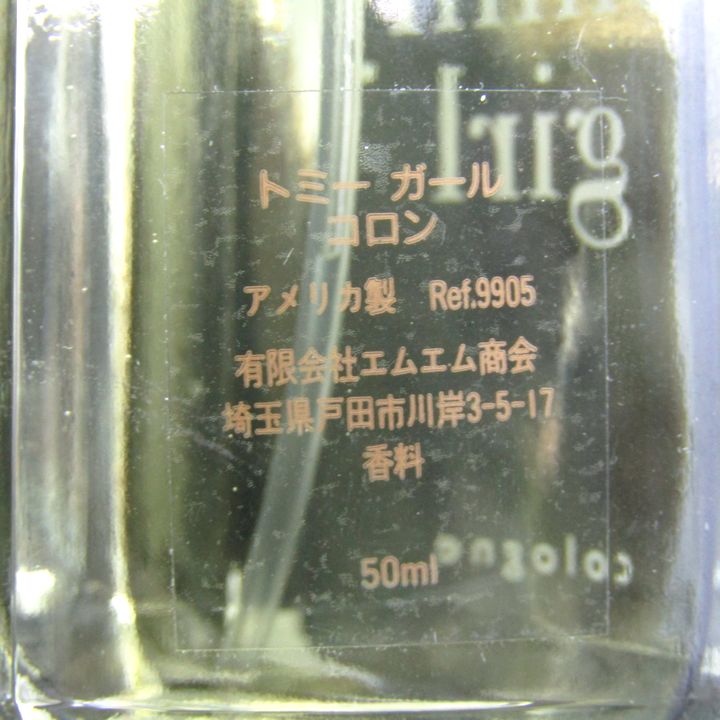 girl
トミー ガール
コロン
アメリカ製 Ref.9905
有限会社エムエム商会
埼玉県戸田市川岸3-5-17
香料
cologne
50ml